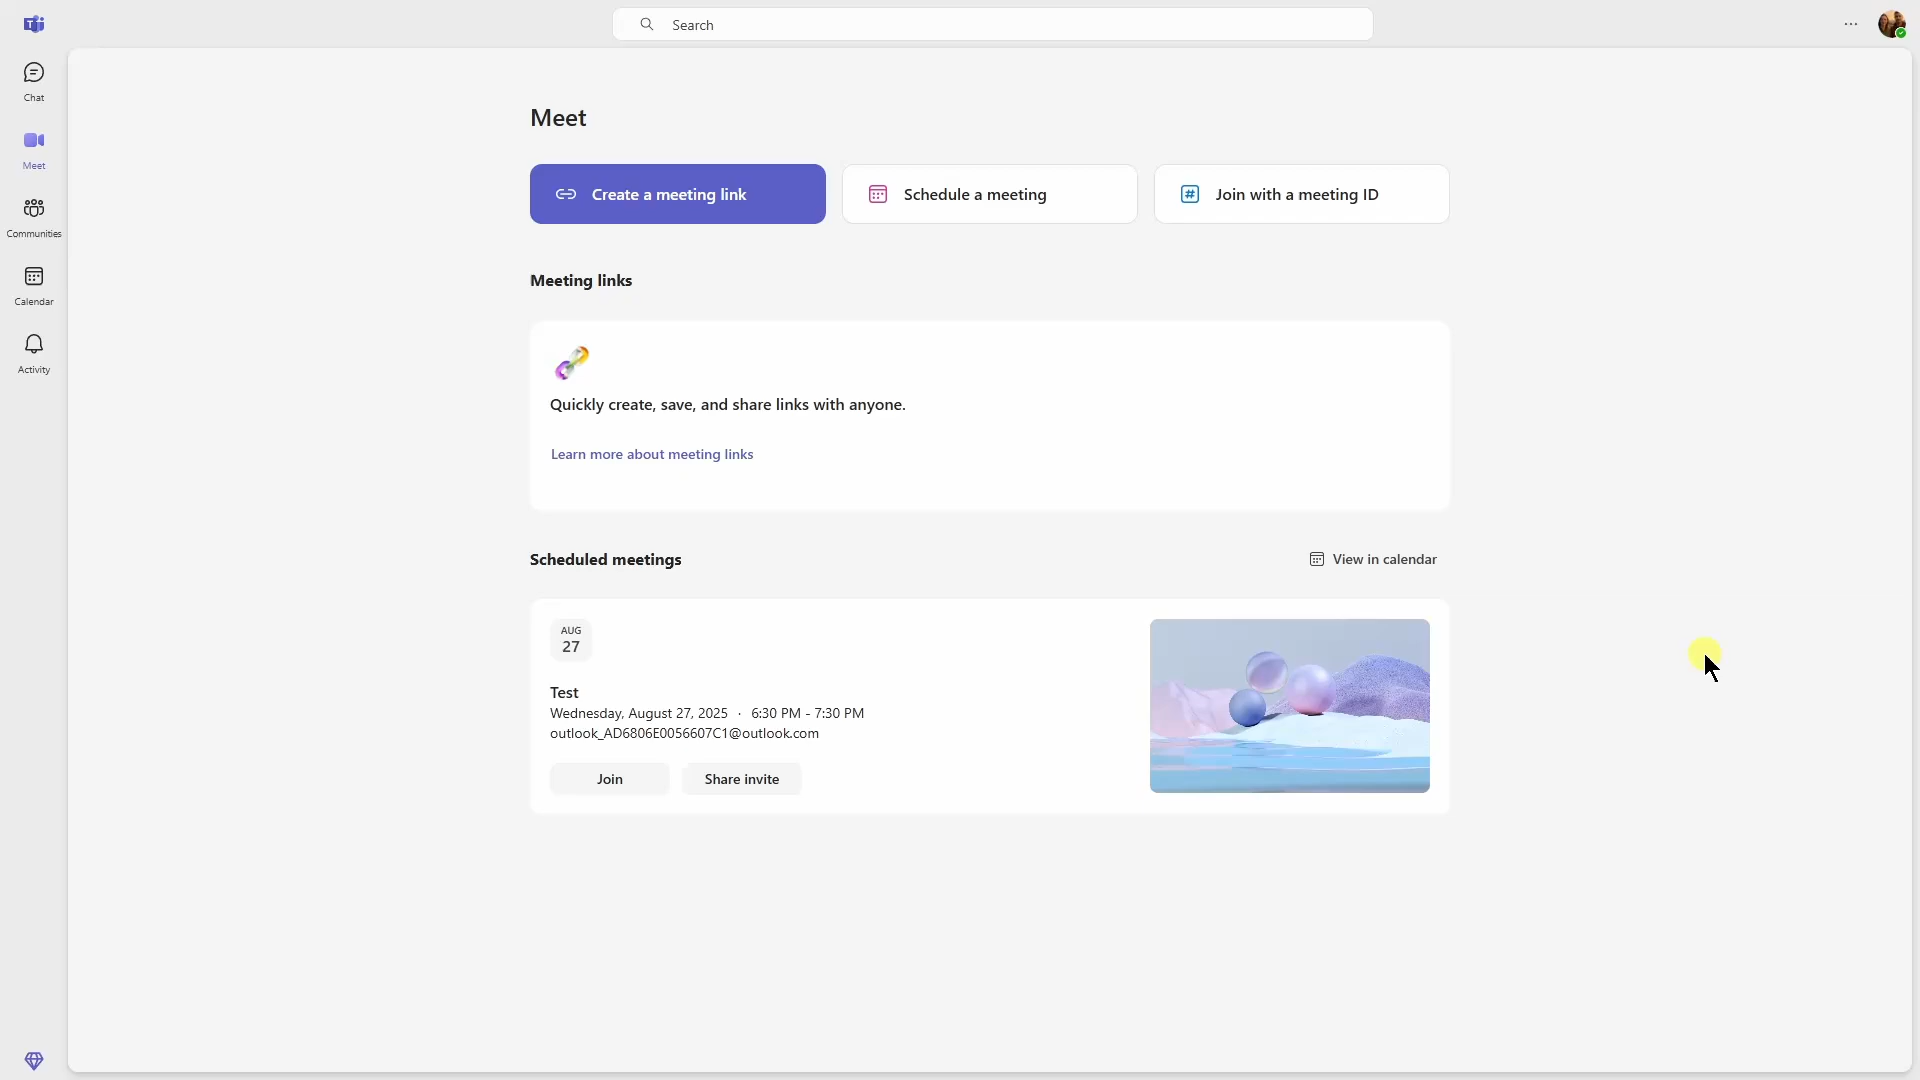 Search
Chat
Meet
Communities
Calendar
Activity
Meet
Create a meeting link
Schedule a meeting
Join with a meeting ID
Meeting links
Quickly create, save, and share links with anyone.
Learn more about meeting links
Scheduled meetings
View in calendar
AUG
27
Test
Wednesday, August 27, 2025 · 6:30 PM - 7:30 PM
outlook_AD6806E0056607C1@outlook.com
Join
Share invite